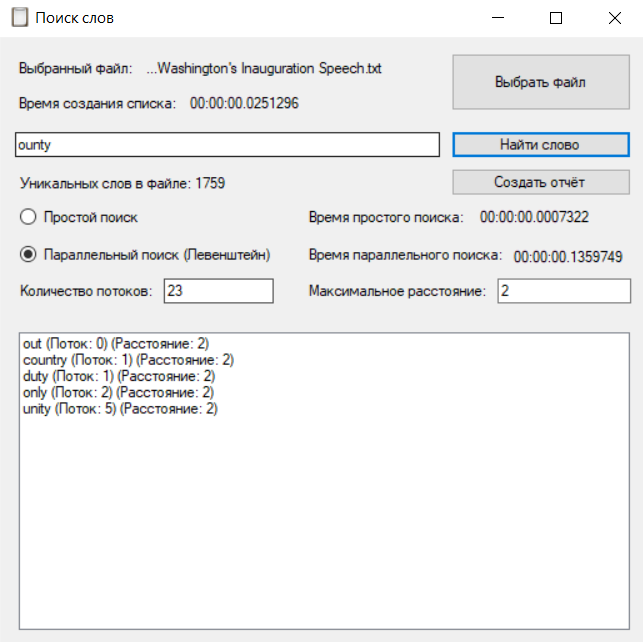 Поиск слов
Выбранный файл: ...Washington's Inauguration Speech.txt
Выбрать файл
Время создания списка: 00:00:00.0251296
ounty
Найти слово
Уникальных слов в файле: 1759
Создать отчёт
Простой поиск
Время простого поиска: 00:00:00.0007322
Параллельный поиск (Левенштейн)
Время параллельного поиска: 00:00:00.1359749
Количество потоков: 23
Максимальное расстояние: 2
out (Поток: 0) (Расстояние: 2)
country (Поток: 1) (Расстояние: 2)
duty (Поток: 1) (Расстояние: 2)
only (Поток: 2) (Расстояние: 2)
unity (Поток: 5) (Расстояние: 2)